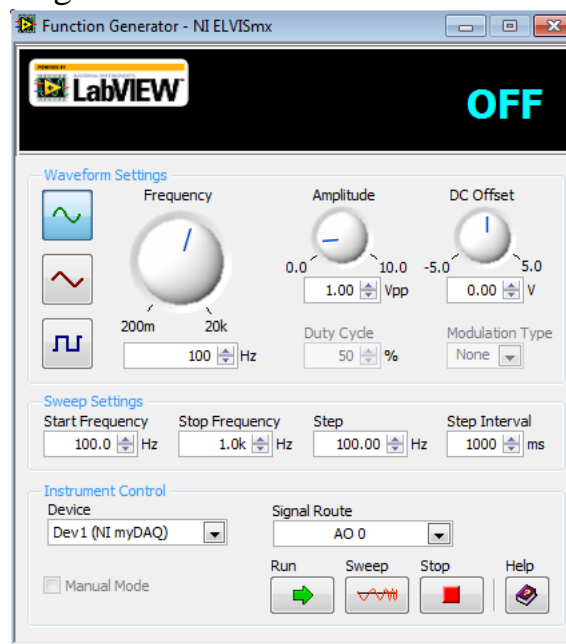 Function Generator - NI ELVISmx
LabVIEW
OFF
Waveform Settings
Frequency
Amplitude
DC Offset
0.0 10.0 -5.0 5.0
1.00 Vpp 0.00 V
200m 20k
Duty Cycle Modulation Type
100 Hz 50 % None
Sweep Settings
Start Frequency Stop Frequency Step Step Interval
100.0 Hz 1.0k Hz 100.00 Hz 1000 ms
Instrument Control
Device Signal Route
Dev1 (NI myDAQ) AO 0
Run Sweep Stop Help
Manual Mode